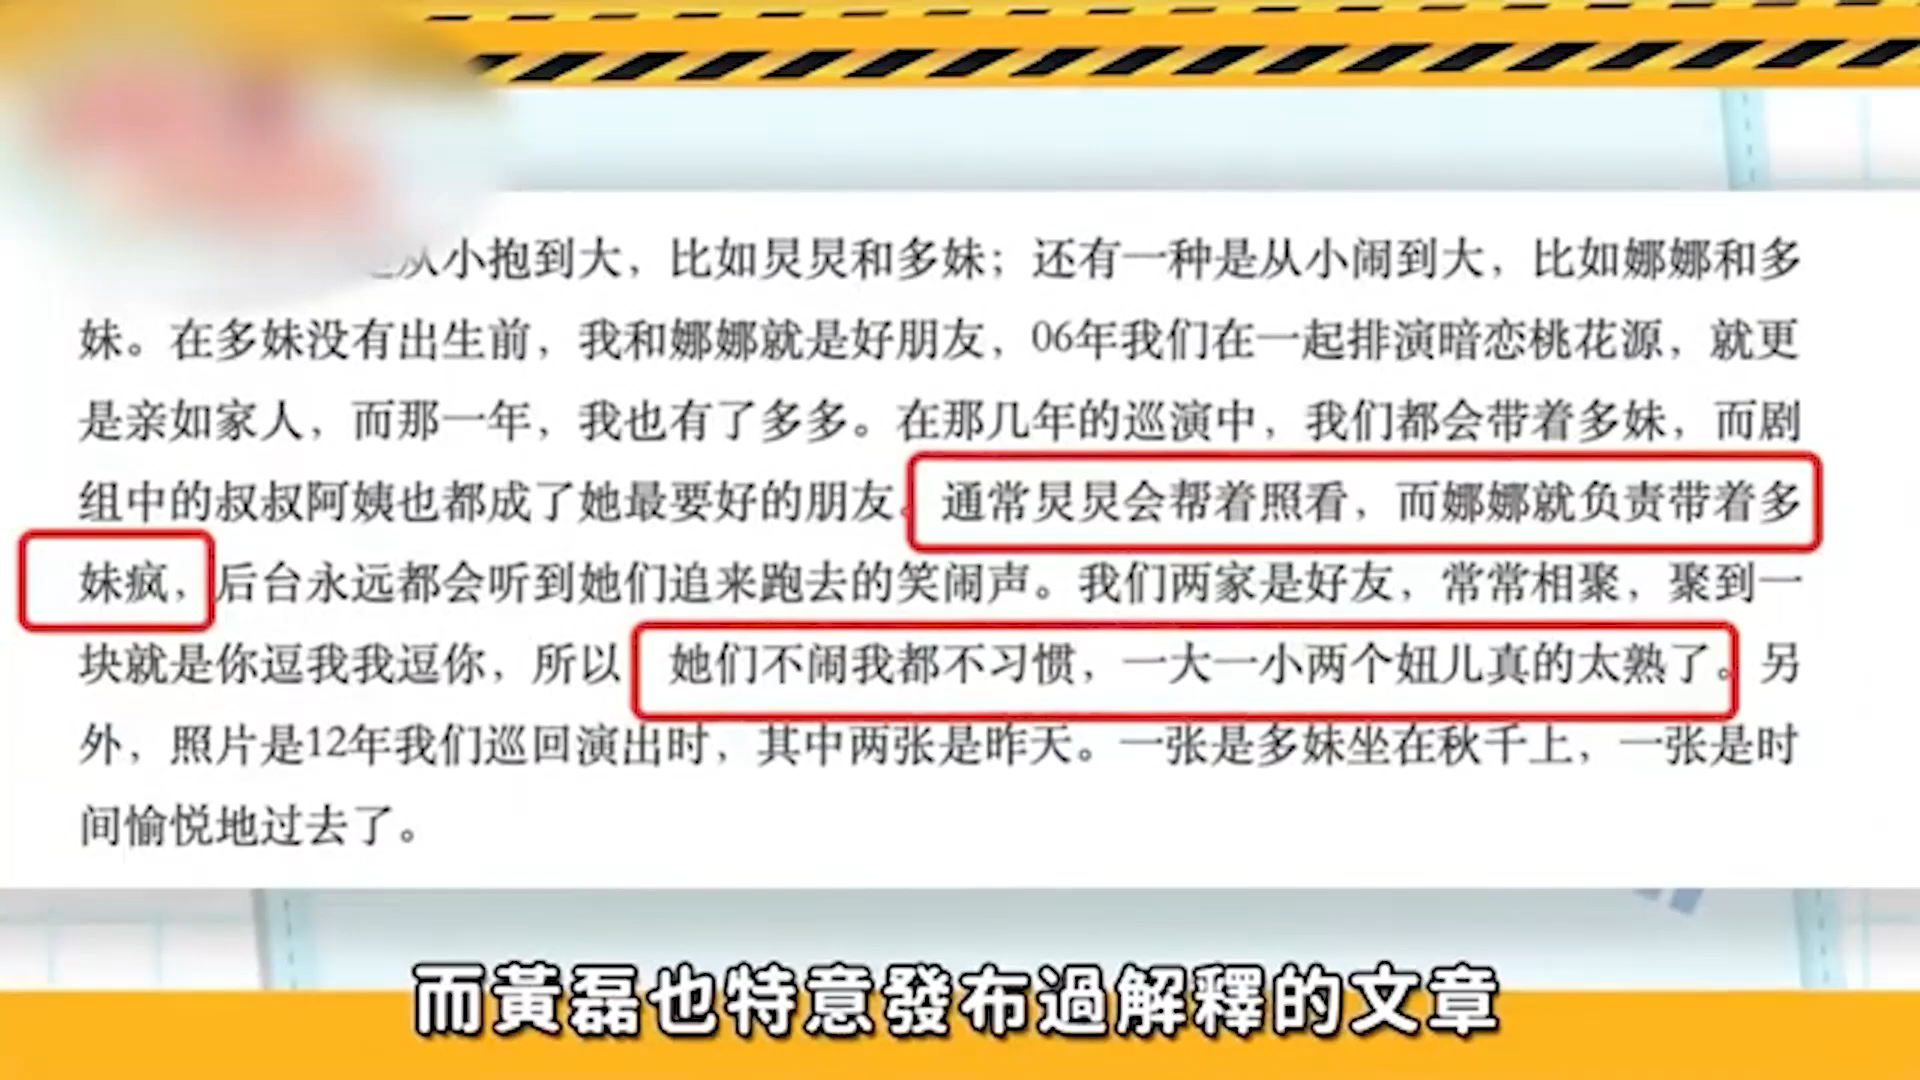 从小抱到大，比如炅炅和多妹；还有一种是从小闹到大，比如娜娜和多
妹。在多妹没有出生前，我和娜娜就是好朋友，06年我们在一起排演暗恋桃花源，就更
是亲如家人，而那一年，我也有了多多。在那几年的巡演中，我们都会带着多妹，而剧
组中的叔叔阿姨也都成了她最要好的朋友。通常炅炅会帮着照看，而娜娜就负责带着多
妹疯，后台永远都会听到她们追来跑去的笑闹声。我们两家是好友，常常相聚，聚到一
块就是你逗我我逗你，所以 她们不闹我都不习惯，一大一小两个妞儿真的太熟了。另
外，照片是12年我们巡回演出时，其中两张是昨天。一张是多妹坐在秋千上，一张是时
间愉悦地过去了。
而黃磊也特意發布過解釋的文章